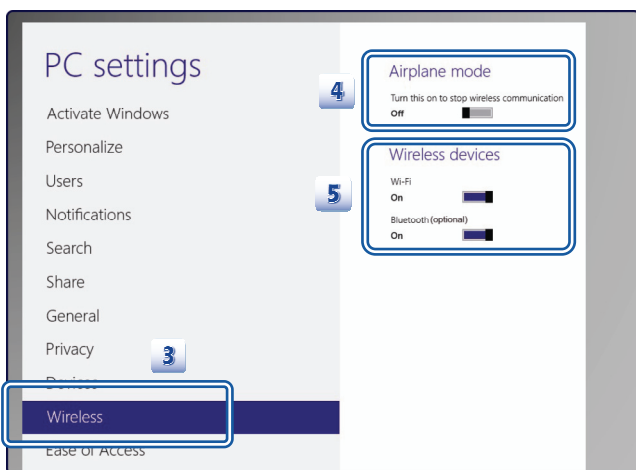 PC settings
Activate Windows
Personalize
Users
Notifications
Search
Share
General
Privacy
3
Devices
Wireless
Ease of Access
4
Airplane mode
Turn this on to stop wireless communication
Off
5
Wireless devices
Wi-Fi
On
Bluetooth (optional)
On